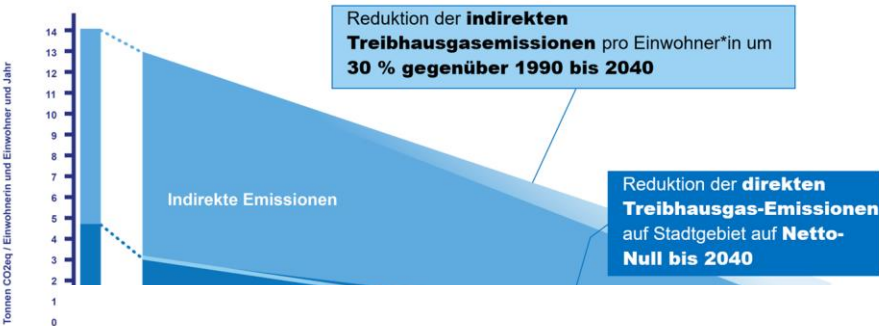 Reduktion der indirekten
Treibhausgasemissionen pro Einwohner*in um
30 % gegenüber 1990 bis 2040
Tonnen CO2eq / Einwohnerin und Einwohner und Jahr
14
13
12
11
10
9
8
7
6
5
4
3
2
1
0
Indirekte Emissionen
Reduktion der direkten
Treibhausgas-Emissionen
auf Stadtgebiet auf Netto-
Null bis 2040